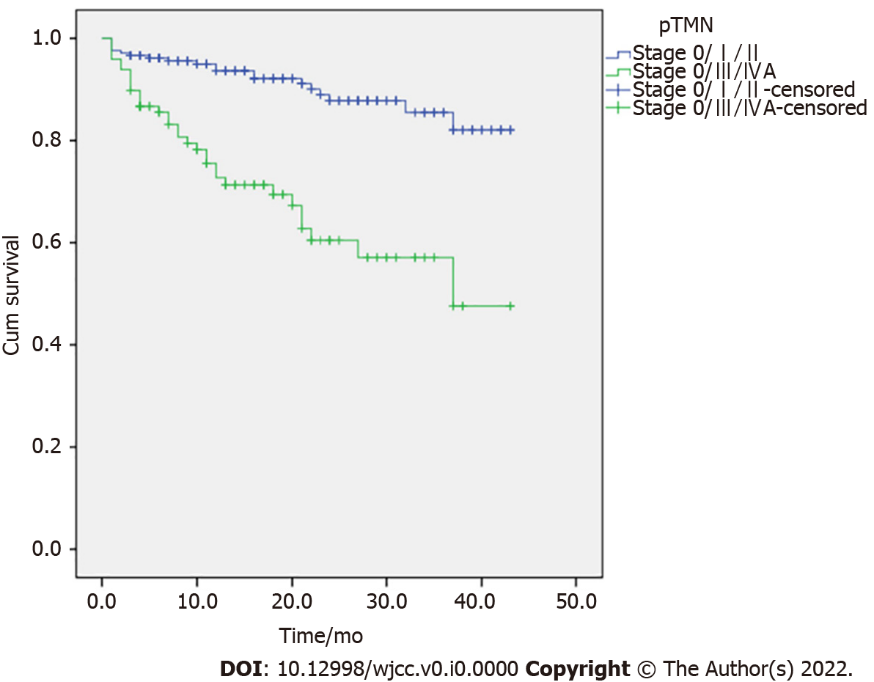 pTMN
Stage 0/Ⅰ/Ⅱ
Stage 0/Ⅲ/ⅣA
Stage 0/Ⅰ/Ⅱ-censored
Stage 0/Ⅲ/ⅣA-censored
1.0
0.8
0.6
0.4
0.2
0.0
Cum survival
0.0 10.0 20.0 30.0 40.0 50.0
Time/mo
DOI: 10.12998/wjcc.v0.i0.0000 Copyright © The Author(s) 2022.